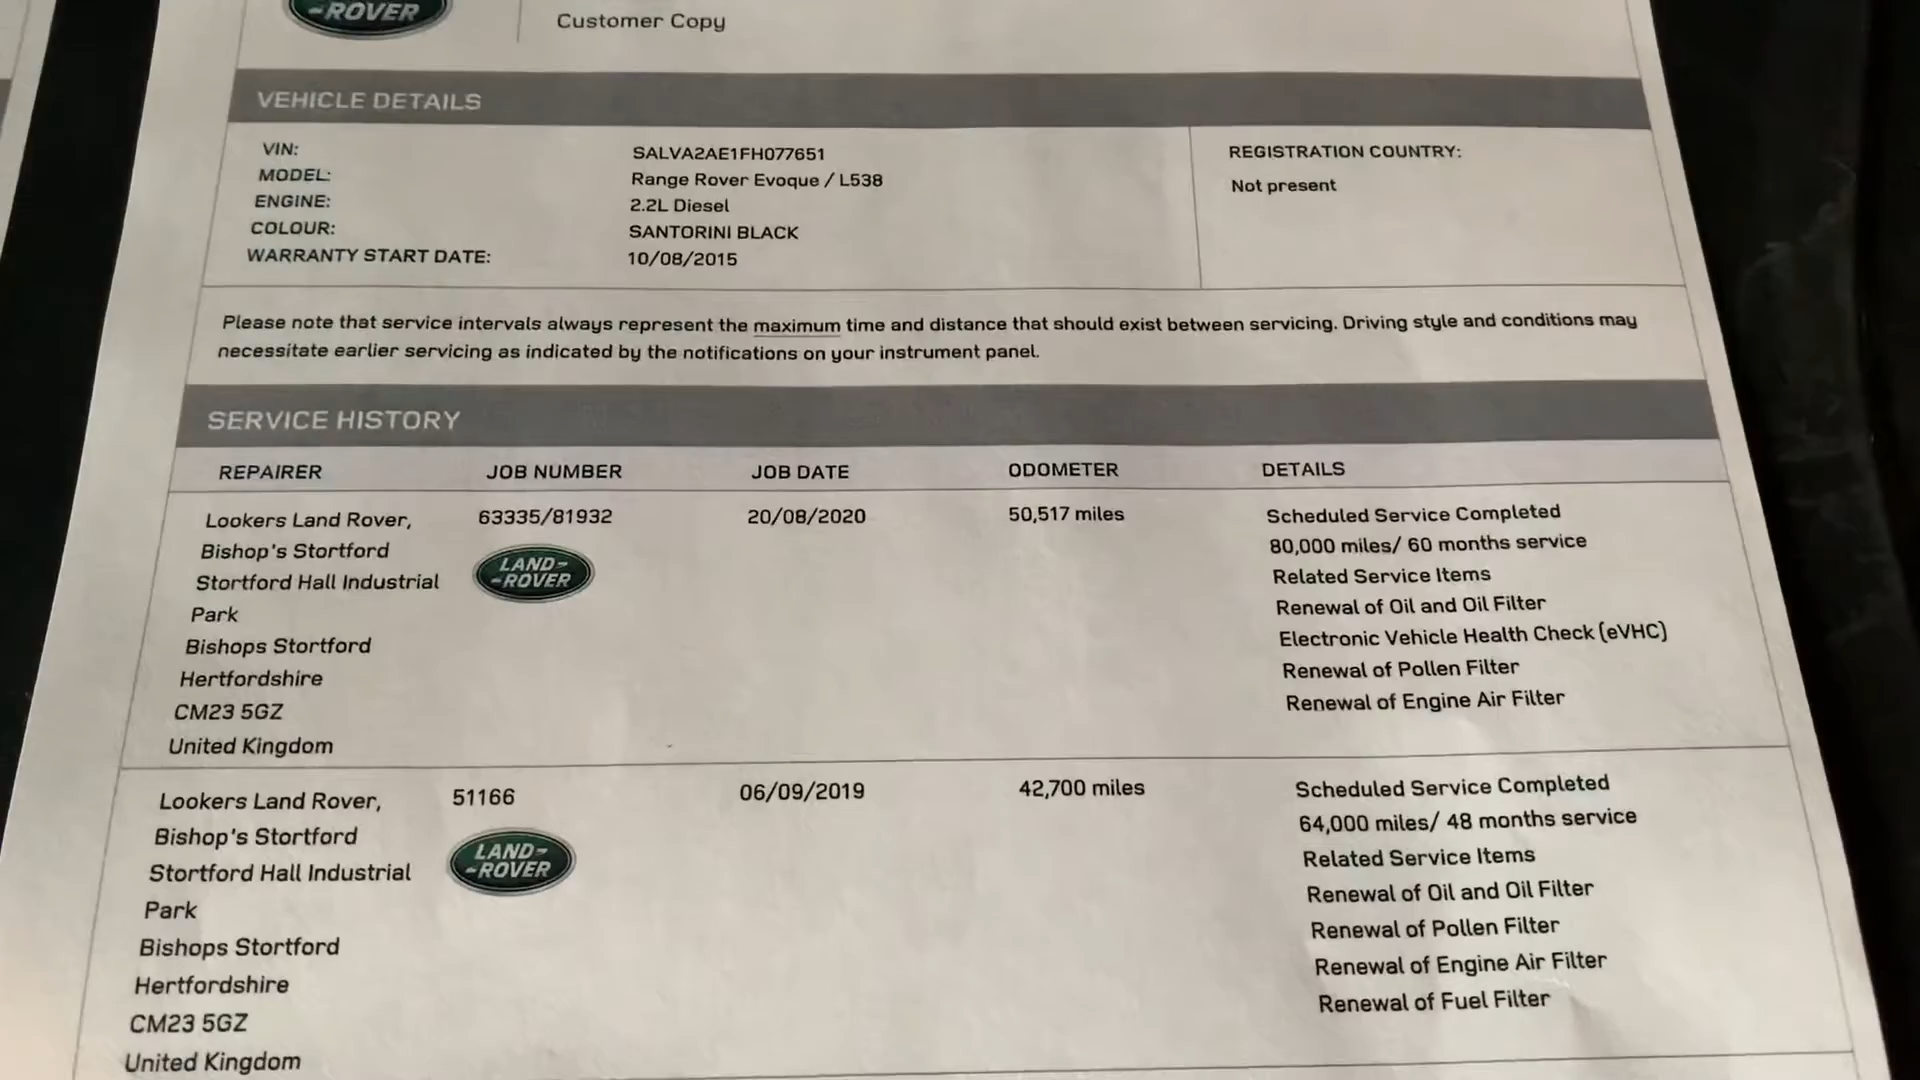 ROVER
Customer Copy
VEHICLE DETAILS
VIN: SALVA2AE1FH077651
MODEL: Range Rover Evoque / L538
ENGINE: 2.2L Diesel
COLOUR: SANTORINI BLACK
WARRANTY START DATE: 10/08/2015
REGISTRATION COUNTRY:
Not present
Please note that service intervals always represent the maximum time and distance that should exist between servicing. Driving style and conditions may
necessitate earlier servicing as indicated by the notifications on your instrument panel.
SERVICE HISTORY
REPAIRER JOB NUMBER JOB DATE ODOMETER DETAILS
Lookers Land Rover,
Bishop's Stortford
Stortford Hall Industrial
Park
Bishops Stortford
Hertfordshire
CM23 5GZ
United Kingdom
63335/81932
LAND-
-ROVER
20/08/2020
50,517 miles
Scheduled Service Completed
80,000 miles/ 60 months service
Related Service Items
Renewal of Oil and Oil Filter
Electronic Vehicle Health Check (eVHC)
Renewal of Pollen Filter
Renewal of Engine Air Filter
Lookers Land Rover,
Bishop's Stortford
Stortford Hall Industrial
Park
Bishops Stortford
Hertfordshire
CM23 5GZ
United Kingdom
51166
LAND-
-ROVER
06/09/2019
42,700 miles
Scheduled Service Completed
64,000 miles/ 48 months service
Related Service Items
Renewal of Oil and Oil Filter
Renewal of Pollen Filter
Renewal of Engine Air Filter
Renewal of Fuel Filter